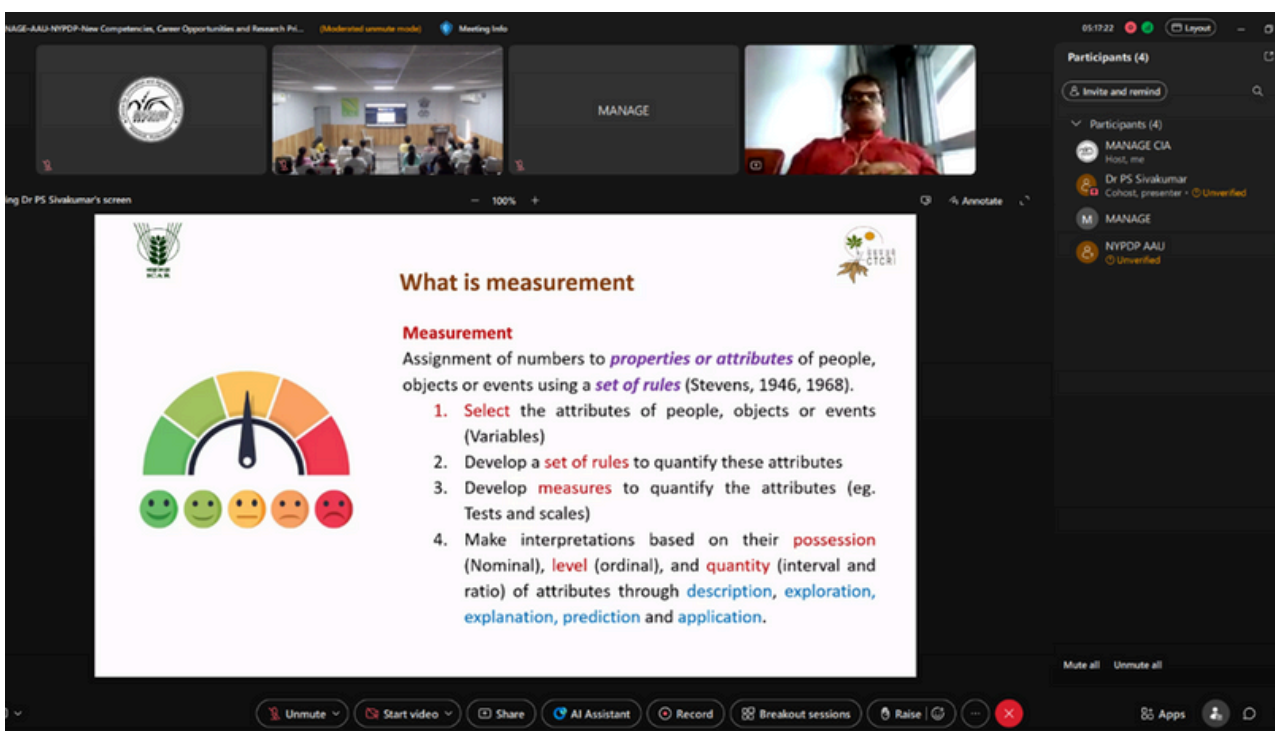 NAGE-AAU-NYPDP-New Competencies, Career Opportunities and Research Pri... (Moderated unmute mode) Meeting Info
05:17:22 Layout
MANAGE
ing Dr PS Sivakumar's screen
100%
Annotate
ICAR
CTCRI
What is measurement
Measurement
Assignment of numbers to properties or attributes of people,
objects or events using a set of rules (Stevens, 1946, 1968).
1. Select the attributes of people, objects or events
(Variables)
2. Develop a set of rules to quantify these attributes
3. Develop measures to quantify the attributes (eg.
Tests and scales)
4. Make interpretations based on their possession
(Nominal), level (ordinal), and quantity (interval and
ratio) of attributes through description, exploration,
explanation, prediction and application.
Participants (4)
Invite and remind
Participants (4)
MANAGE CIA
Host, me
Dr PS Sivakumar
Cohost, presenter • Unverified
M MANAGE
NYPDP AAU
Unverified
Mute all Unmute all
Unmute Start video Share AI Assistant Record Breakout sessions Raise Apps